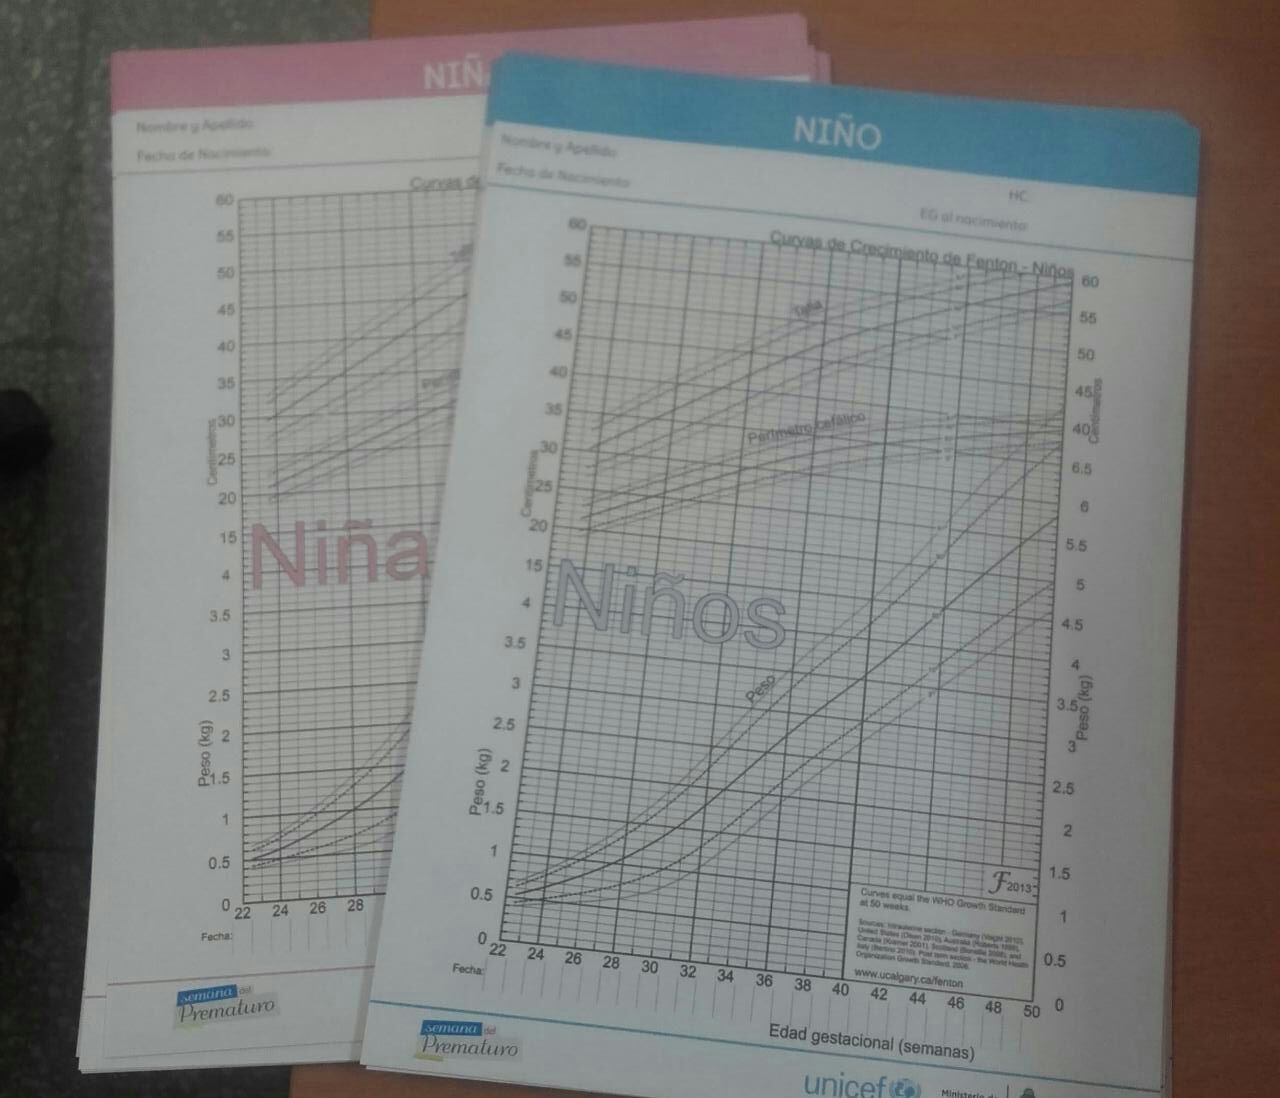 NIÑ
Nombre y Apellido
Fecha de Nacimiento
Curvas de
60
55
50
45
40
35
30
25
20
15
4
3.5
3
2.5
2
1.5
1
0.5
0
Centímetros
Peso (kg)
Niña
22 24 26 28
Fecha:
semana del
Prematuro
NIÑO
Nombre y Apellido
HC:
Fecha de Nacimiento
EG al nacimiento
Curvas de Crecimiento de Fenton - Niños
60
55
50
45
40
35
30
25
20
15
4
3.5
3
2.5
2
1.5
1
0.5
0
Centímetros
Peso (kg)
Talla
Perímetro cefálico
Niños
Peso
60
55
50
45
40
6.5
6
5.5
5
4.5
4
3.5
3
2.5
2
1.5
1
0.5
0
Centímetros
Peso (kg)
F 2013
Curves equal the WHO Growth Standard
at 50 weeks.
Sources: Intrauterine section - Germany (Voight 2010),
United States (Olsen 2010), Australia (Roberts 1999),
Canada (Kramer 2001), Scotland (Bonellie 2008), and
Italy (Bertino 2010). Post term section - the World Health
Organization Growth Standard, 2006.
www.ucalgary.ca/fenton
22 24 26 28 30 32 34 36 38 40 42 44 46 48 50
Fecha:
Edad gestacional (semanas)
semana del
Prematuro
unicef
Ministerio de